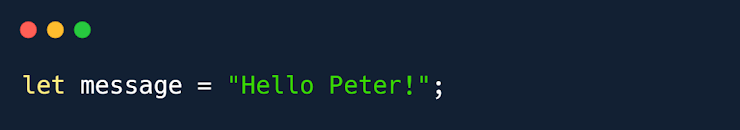 let message = "Hello Peter!";